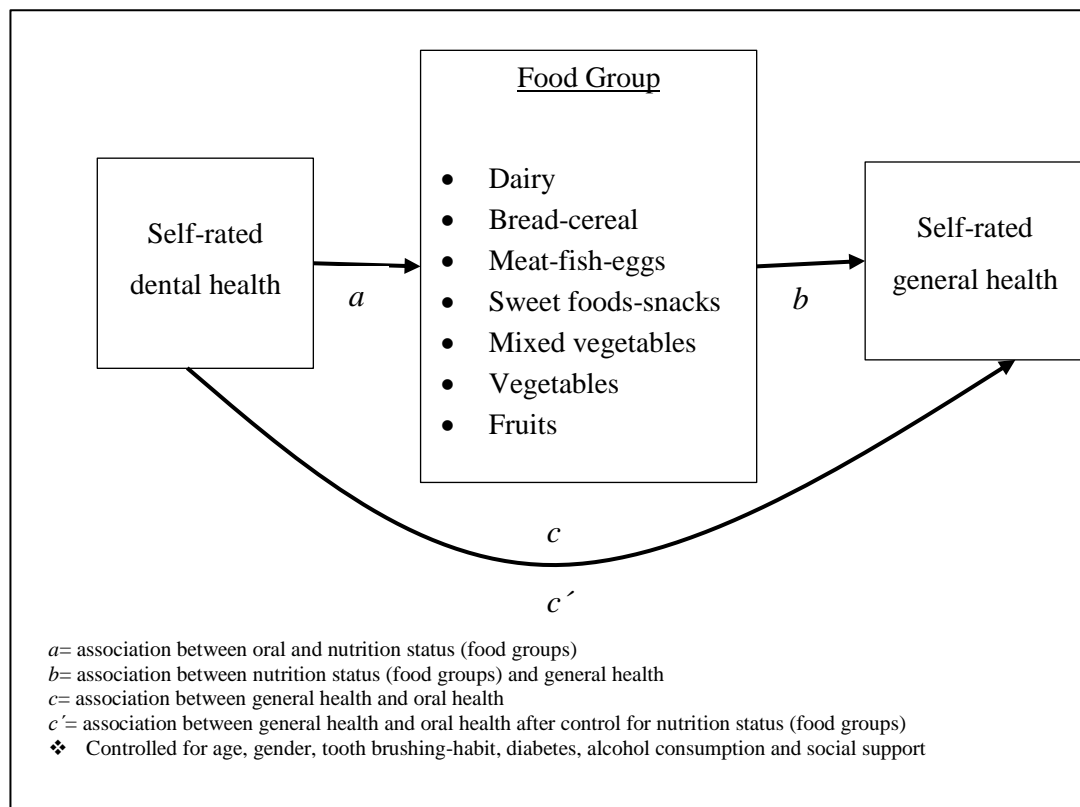 Food Group
• Dairy
• Bread-cereal
• Meat-fish-eggs
• Sweet foods-snacks
• Mixed vegetables
• Vegetables
• Fruits
Self-rated
dental health
a
b
Self-rated
general health
c
c´
a= association between oral and nutrition status (food groups)
b= association between nutrition status (food groups) and general health
c= association between general health and oral health
c´= association between general health and oral health after control for nutrition status (food groups)
❖ Controlled for age, gender, tooth brushing-habit, diabetes, alcohol consumption and social support